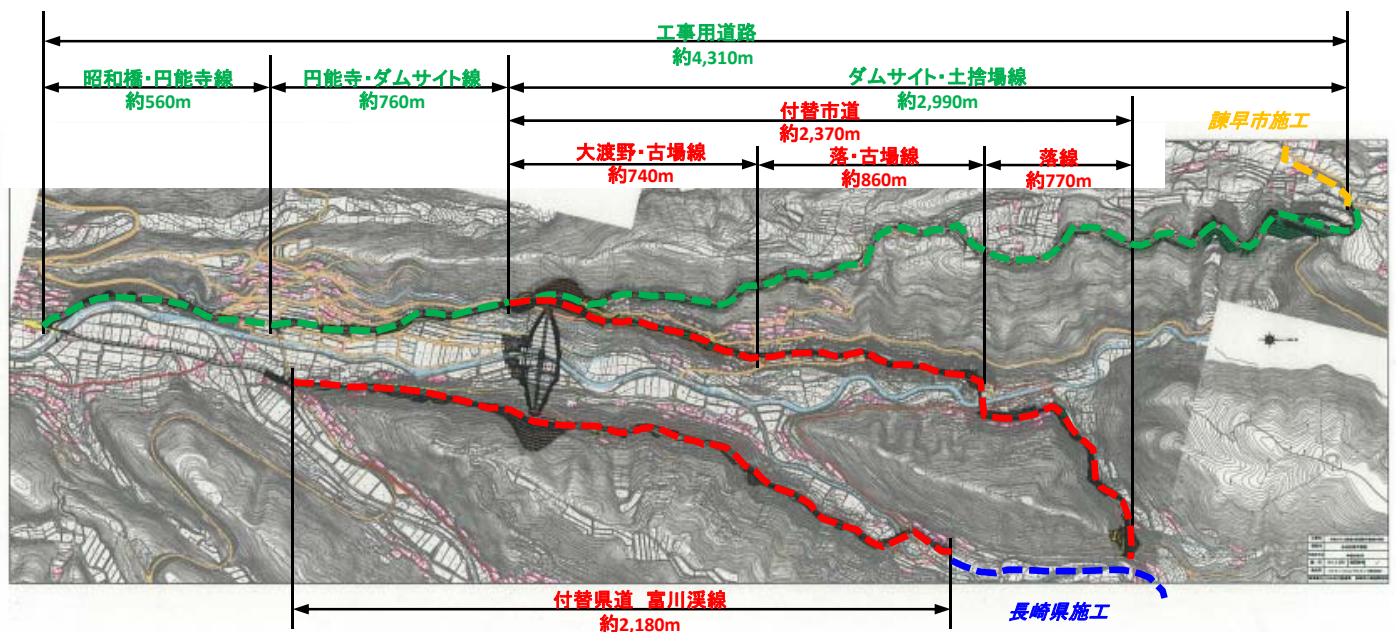 工事用道路
約4,310m
昭和橋・円能寺線
約560m
円能寺・ダムサイト線
約760m
ダムサイト・土捨場線
約2,990m
付替市道
約2,370m
諫早市施工
大渡野・古場線
約740m
落・古場線
約860m
落線
約770m
付替県道 富川渓線
約2,180m
長崎県施工